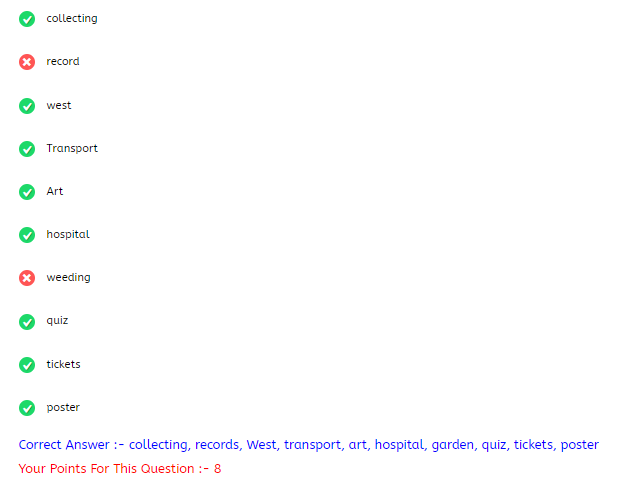 collecting
record
west
Transport
Art
hospital
weeding
quiz
tickets
poster
Correct Answer :- collecting, records, West, transport, art, hospital, garden, quiz, tickets, poster
Your Points For This Question :- 8